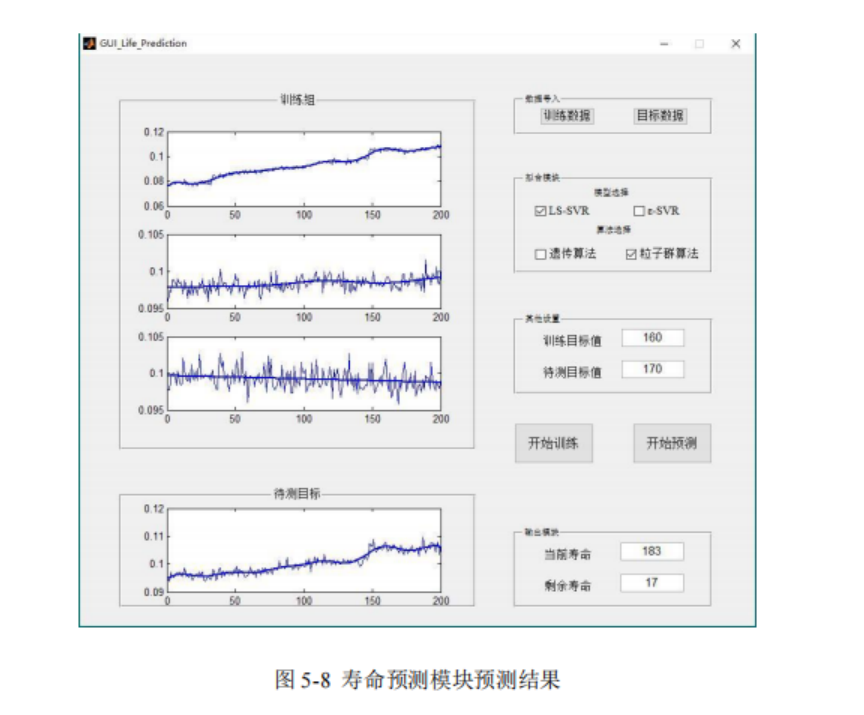 GUI_Life_Prediction
训练组
0.12
0.1
0.08
0.06
0 50 100 150 200
0.105
0.1
0.095
0 50 100 150 200
0.105
0.1
0.095
0 50 100 150 200
待测目标
0.12
0.11
0.1
0.09
0 50 100 150 200
数据导入
训练数据 目标数据
拟合模块
模型选择
LS-SVR ε-SVR
算法选择
遗传算法 粒子群算法
其他设置
训练目标值 160
待测目标值 170
开始训练 开始预测
输出模块
当前寿命 183
剩余寿命 17
图 5-8 寿命预测模块预测结果